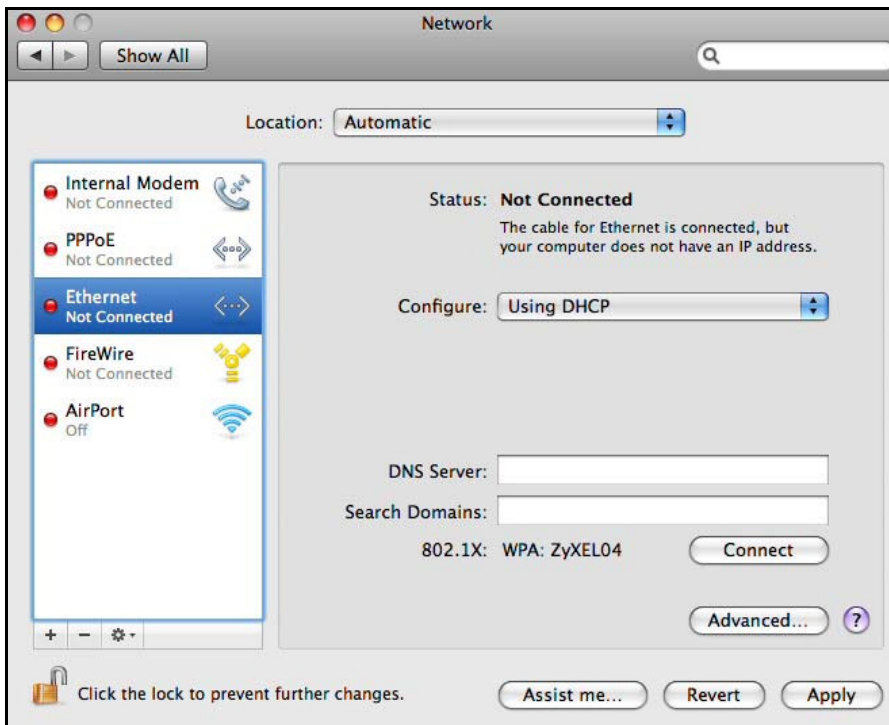 Network
Show All
Location: Automatic
Internal Modem
Not Connected
PPPoE
Not Connected
Ethernet
Not Connected
FireWire
Not Connected
AirPort
Off
Status: Not Connected
The cable for Ethernet is connected, but
your computer does not have an IP address.
Configure: Using DHCP
DNS Server:
Search Domains:
802.1X: WPA: ZyXEL04 Connect
Advanced... ?
+ −
Click the lock to prevent further changes.
Assist me... Revert Apply